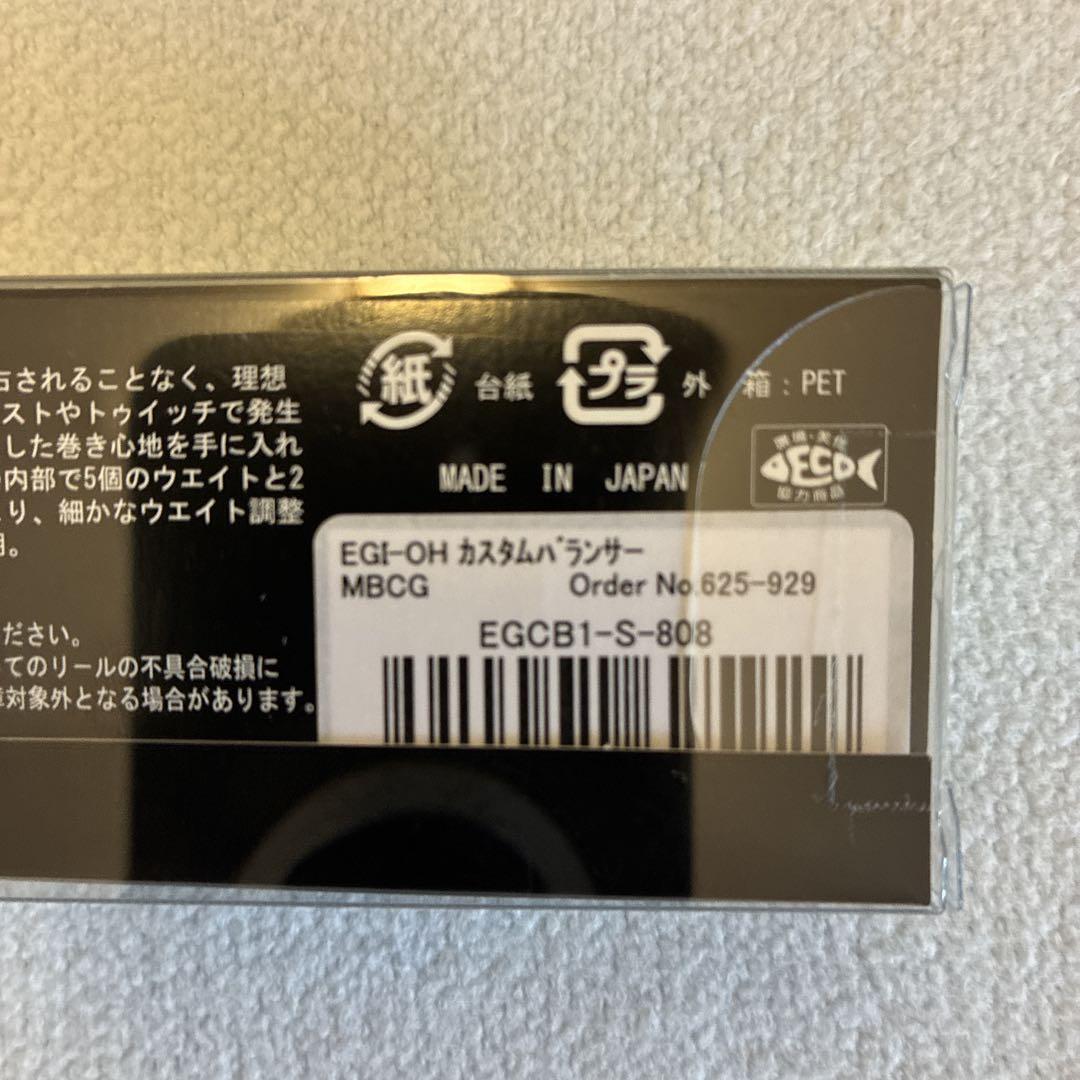 右されることなく、理想
ストやトゥイッチで発生
した巻き心地を手に入れ
内部で5個のウエイトと2
り、細かなウエイト調整
用。
ださい。
てのリールの不具合破損に
対象外となる場合があります。
紙 台紙 プラ 外 箱：PET
MADE IN JAPAN
環境・美化
ECO
協力商品
EGI-OH カスタムバランサー
MBCG Order No.625-929
EGCB1-S-808